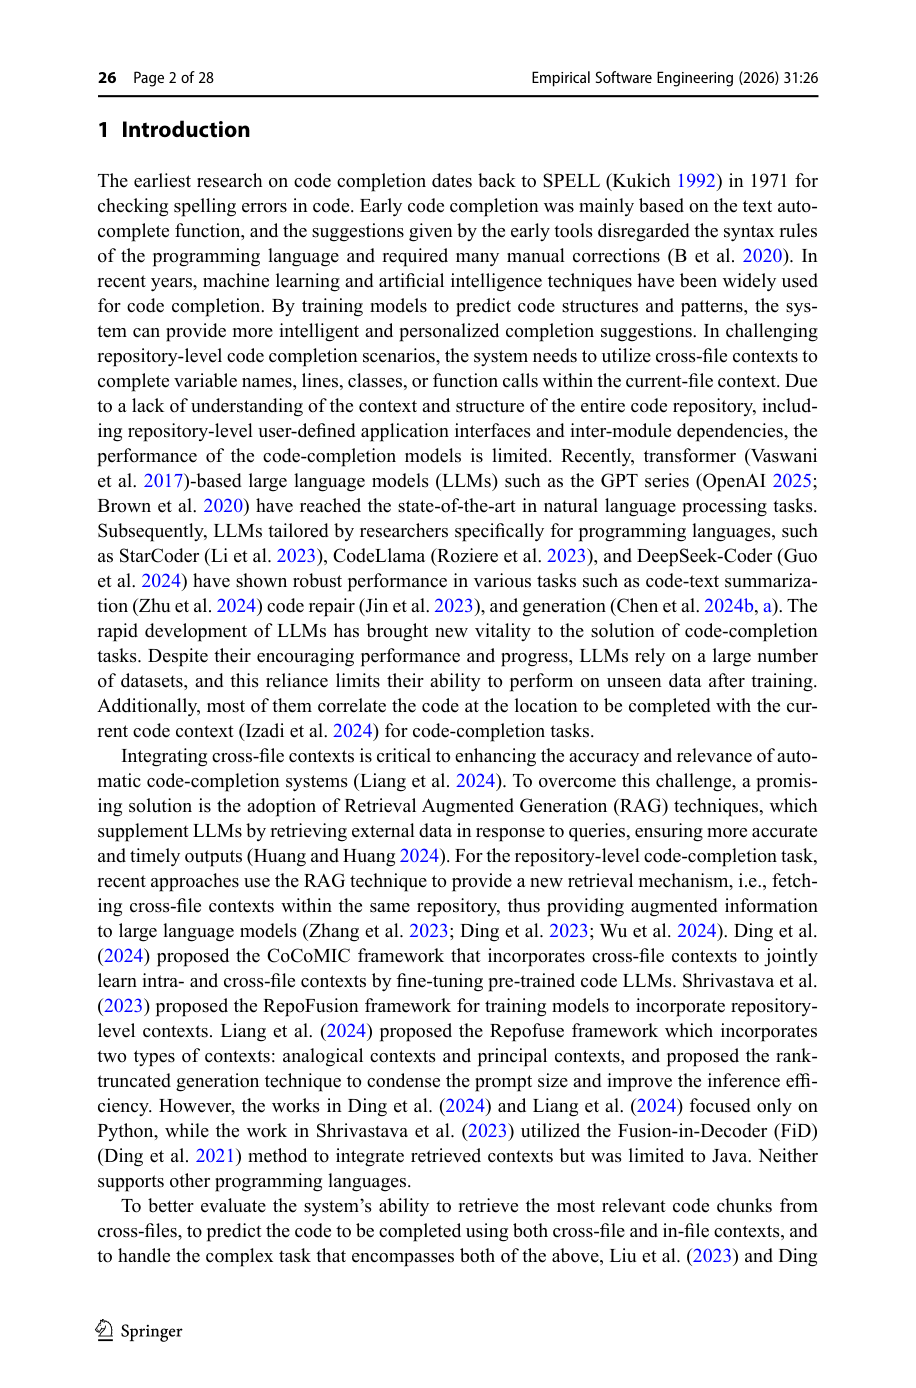 26 Page 2 of 28
Empirical Software Engineering (2026) 31:26
1 Introduction
The earliest research on code completion dates back to SPELL (Kukich 1992) in 1971 for
checking spelling errors in code. Early code completion was mainly based on the text auto-
complete function, and the suggestions given by the early tools disregarded the syntax rules
of the programming language and required many manual corrections (B et al. 2020). In
recent years, machine learning and artificial intelligence techniques have been widely used
for code completion. By training models to predict code structures and patterns, the sys-
tem can provide more intelligent and personalized completion suggestions. In challenging
repository-level code completion scenarios, the system needs to utilize cross-file contexts to
complete variable names, lines, classes, or function calls within the current-file context. Due
to a lack of understanding of the context and structure of the entire code repository, includ-
ing repository-level user-defined application interfaces and inter-module dependencies, the
performance of the code-completion models is limited. Recently, transformer (Vaswani
et al. 2017)-based large language models (LLMs) such as the GPT series (OpenAI 2025;
Brown et al. 2020) have reached the state-of-the-art in natural language processing tasks.
Subsequently, LLMs tailored by researchers specifically for programming languages, such
as StarCoder (Li et al. 2023), CodeLlama (Roziere et al. 2023), and DeepSeek-Coder (Guo
et al. 2024) have shown robust performance in various tasks such as code-text summariza-
tion (Zhu et al. 2024) code repair (Jin et al. 2023), and generation (Chen et al. 2024b, a). The
rapid development of LLMs has brought new vitality to the solution of code-completion
tasks. Despite their encouraging performance and progress, LLMs rely on a large number
of datasets, and this reliance limits their ability to perform on unseen data after training.
Additionally, most of them correlate the code at the location to be completed with the cur-
rent code context (Izadi et al. 2024) for code-completion tasks.
Integrating cross-file contexts is critical to enhancing the accuracy and relevance of auto-
matic code-completion systems (Liang et al. 2024). To overcome this challenge, a promis-
ing solution is the adoption of Retrieval Augmented Generation (RAG) techniques, which
supplement LLMs by retrieving external data in response to queries, ensuring more accurate
and timely outputs (Huang and Huang 2024). For the repository-level code-completion task,
recent approaches use the RAG technique to provide a new retrieval mechanism, i.e., fetch-
ing cross-file contexts within the same repository, thus providing augmented information
to large language models (Zhang et al. 2023; Ding et al. 2023; Wu et al. 2024). Ding et al.
(2024) proposed the CoCoMIC framework that incorporates cross-file contexts to jointly
learn intra- and cross-file contexts by fine-tuning pre-trained code LLMs. Shrivastava et al.
(2023) proposed the RepoFusion framework for training models to incorporate repository-
level contexts. Liang et al. (2024) proposed the Repofuse framework which incorporates
two types of contexts: analogical contexts and principal contexts, and proposed the rank-
truncated generation technique to condense the prompt size and improve the inference effi-
ciency. However, the works in Ding et al. (2024) and Liang et al. (2024) focused only on
Python, while the work in Shrivastava et al. (2023) utilized the Fusion-in-Decoder (FiD)
(Ding et al. 2021) method to integrate retrieved contexts but was limited to Java. Neither
supports other programming languages.
To better evaluate the system's ability to retrieve the most relevant code chunks from
cross-files, to predict the code to be completed using both cross-file and in-file contexts, and
to handle the complex task that encompasses both of the above, Liu et al. (2023) and Ding
Springer